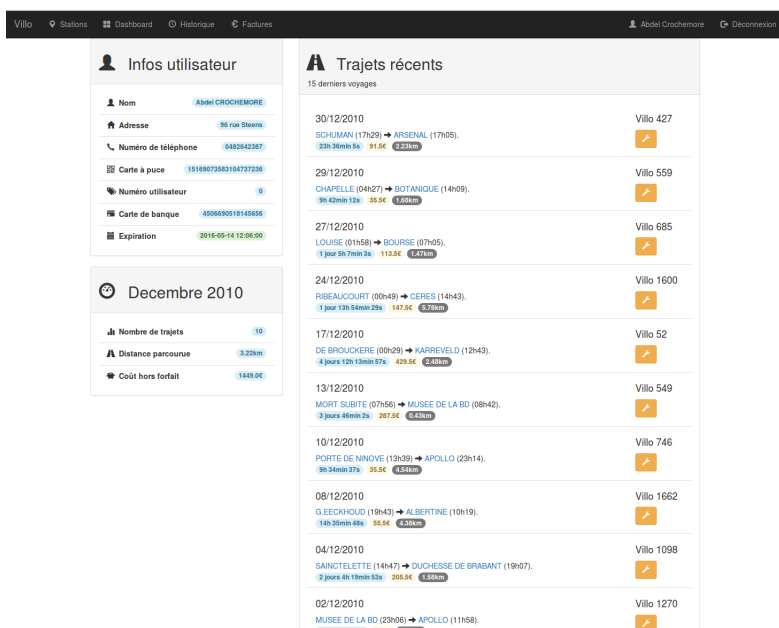 Villo Stations Dashboard Historique Factures Abdel Crochemore Déconnexion
Infos utilisateur
Nom Abdel CROCHEMORE
Adresse 96 rue Steens
Numéro de téléphone 0482642387
Carte à puce 15169073583104737236
Numéro utilisateur 0
Carte de banque 4506690518145656
Expiration 2016-05-14 12:06:00
Decembre 2010
Nombre de trajets 10
Distance parcourue 3.22km
Coût hors forfait 1449.0€
Trajets récents
15 derniers voyages
30/12/2010 Villo 427
SCHUMAN (17h29) ➔ ARSENAL (17h05).
23h 36min 5s 91.5€ 2.23km
29/12/2010 Villo 559
CHAPELLE (04h27) ➔ BOTANIQUE (14h09).
9h 42min 12s 35.5€ 1.68km
27/12/2010 Villo 685
LOUISE (01h58) ➔ BOURSE (07h05).
1 jour 5h 7min 3s 113.5€ 1.47km
24/12/2010 Villo 1600
RIBEAUCOURT (00h49) ➔ CERES (14h43).
1 jour 13h 54min 29s 147.5€ 5.78km
17/12/2010 Villo 52
DE BROUCKERE (00h29) ➔ KARREVELD (12h43).
4 jours 12h 13min 57s 429.5€ 2.48km
13/12/2010 Villo 549
MORT SUBITE (07h56) ➔ MUSEE DE LA BD (08h42).
3 jours 46min 2s 287.5€ 0.43km
10/12/2010 Villo 746
PORTE DE NINOVE (13h39) ➔ APOLLO (23h14).
9h 34min 37s 35.5€ 4.54km
08/12/2010 Villo 1662
G.EECKHOUD (19h43) ➔ ALBERTINE (10h19).
14h 35min 48s 55.5€ 4.38km
04/12/2010 Villo 1098
SAINCTELETTE (14h47) ➔ DUCHESSE DE BRABANT (19h07).
2 jours 4h 19min 53s 205.5€ 1.58km
02/12/2010 Villo 1270
MUSEE DE LA BD (23h06) ➔ APOLLO (11h58).